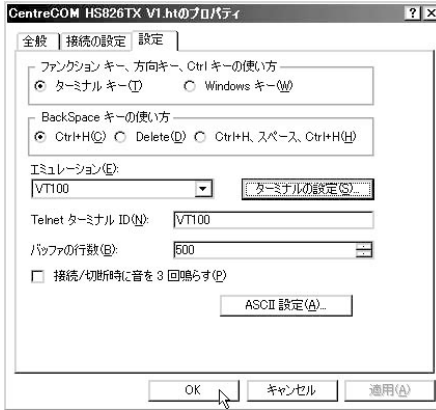 CentreCOM HS826TX V1.htのプロパティ
全般 接続の設定 設定
ファンクション キー、方向キー、Ctrl キーの使い方
ターミナル キー(T) Windows キー(W)
BackSpace キーの使い方
Ctrl+H(C) Delete(D) Ctrl+H、スペース、Ctrl+H(H)
エミュレーション(E):
VT100 ターミナルの設定(S)...
Telnet ターミナル ID(N): VT100
バッファの行数(B): 500
接続/切断時に音を 3 回鳴らす(P)
ASCII 設定(A)...
OK キャンセル 適用(A)